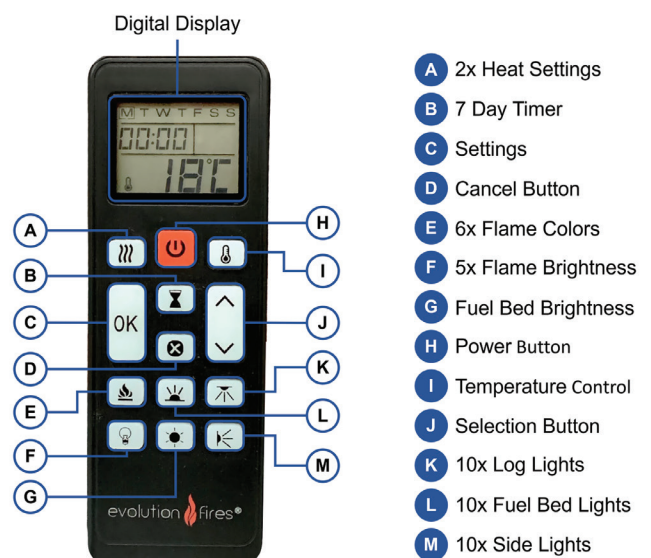 Digital Display
M T W T F S S
00:00
18°C
A
H
I
B
C
OK
J
D
K
E
L
F
M
G
evolution fires®
A 2x Heat Settings
B 7 Day Timer
C Settings
D Cancel Button
E 6x Flame Colors
F 5x Flame Brightness
G Fuel Bed Brightness
H Power Button
I Temperature Control
J Selection Button
K 10x Log Lights
L 10x Fuel Bed Lights
M 10x Side Lights